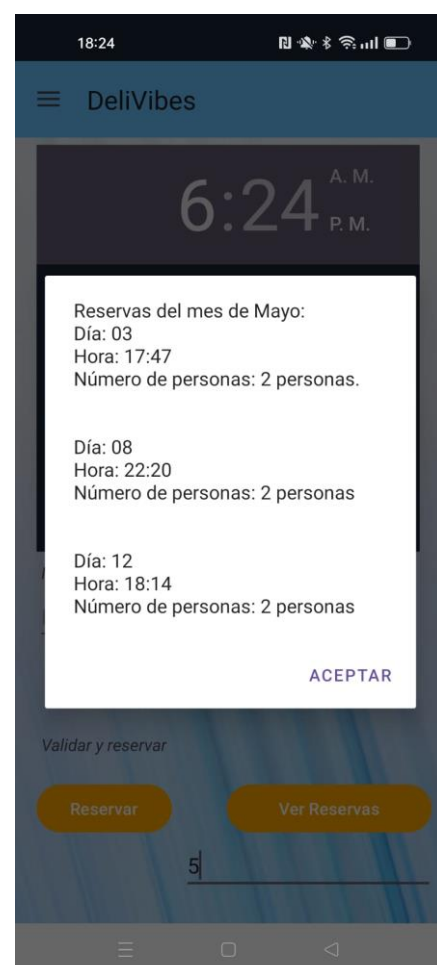 18:24
DeliVibes
6:24
A. M.
P. M.
Reservas del mes de Mayo:
Día: 03
Hora: 17:47
Número de personas: 2 personas.
Día: 08
Hora: 22:20
Número de personas: 2 personas
Día: 12
Hora: 18:14
Número de personas: 2 personas
ACEPTAR
Validar y reservar
Reservar
Ver Reservas
5